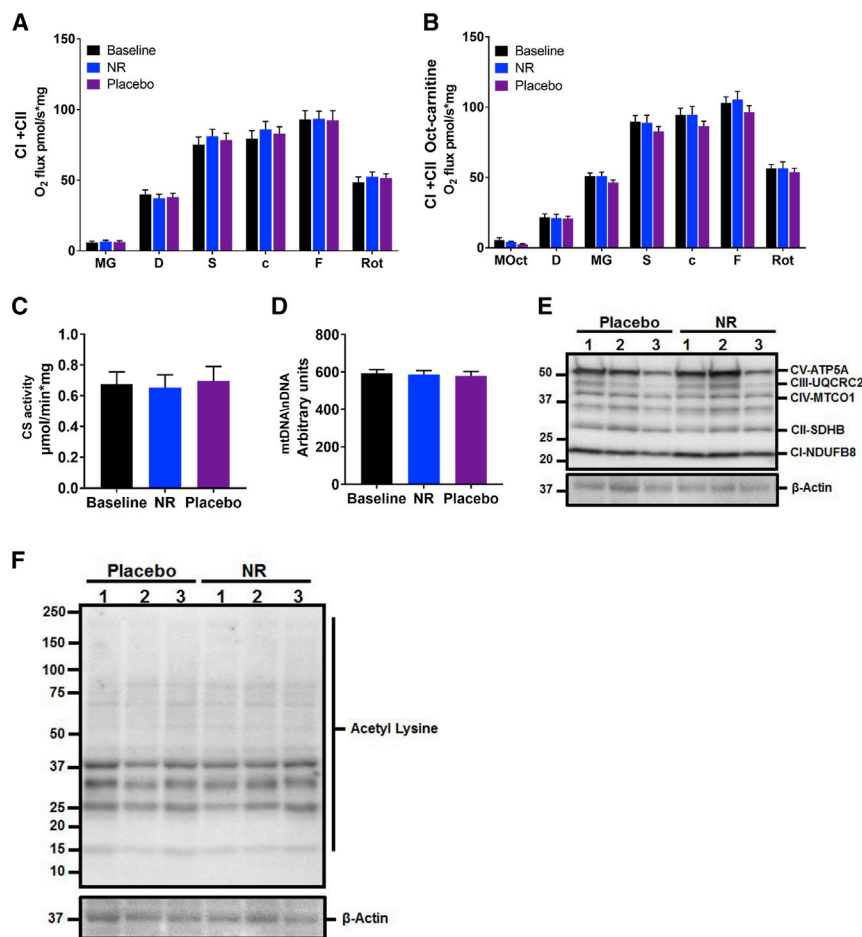 A
Baseline
NR
Placebo
CI +CII
O₂ flux pmol/s*mg
150
100
50
0
MG D S c F Rot
B
Baseline
NR
Placebo
CI +CII Oct-carnitine
O₂ flux pmol/s*mg
150
100
50
0
MOct D MG S c F Rot
C
CS activity
µmol/min*mg
1.0
0.8
0.6
0.4
0.2
0.0
Baseline NR Placebo
D
mtDNA\nDNA
Arbitrary units
800
600
400
200
0
Baseline NR Placebo
E
Placebo NR
1 2 3 1 2 3
50
37
25
20
CV-ATP5A
CIII-UQCRC2
CIV-MTCO1
CII-SDHB
CI-NDUFB8
37
β-Actin
F
Placebo NR
1 2 3 1 2 3
250
150
100
75
50
37
25
20
15
10
Acetyl Lysine
37
β-Actin